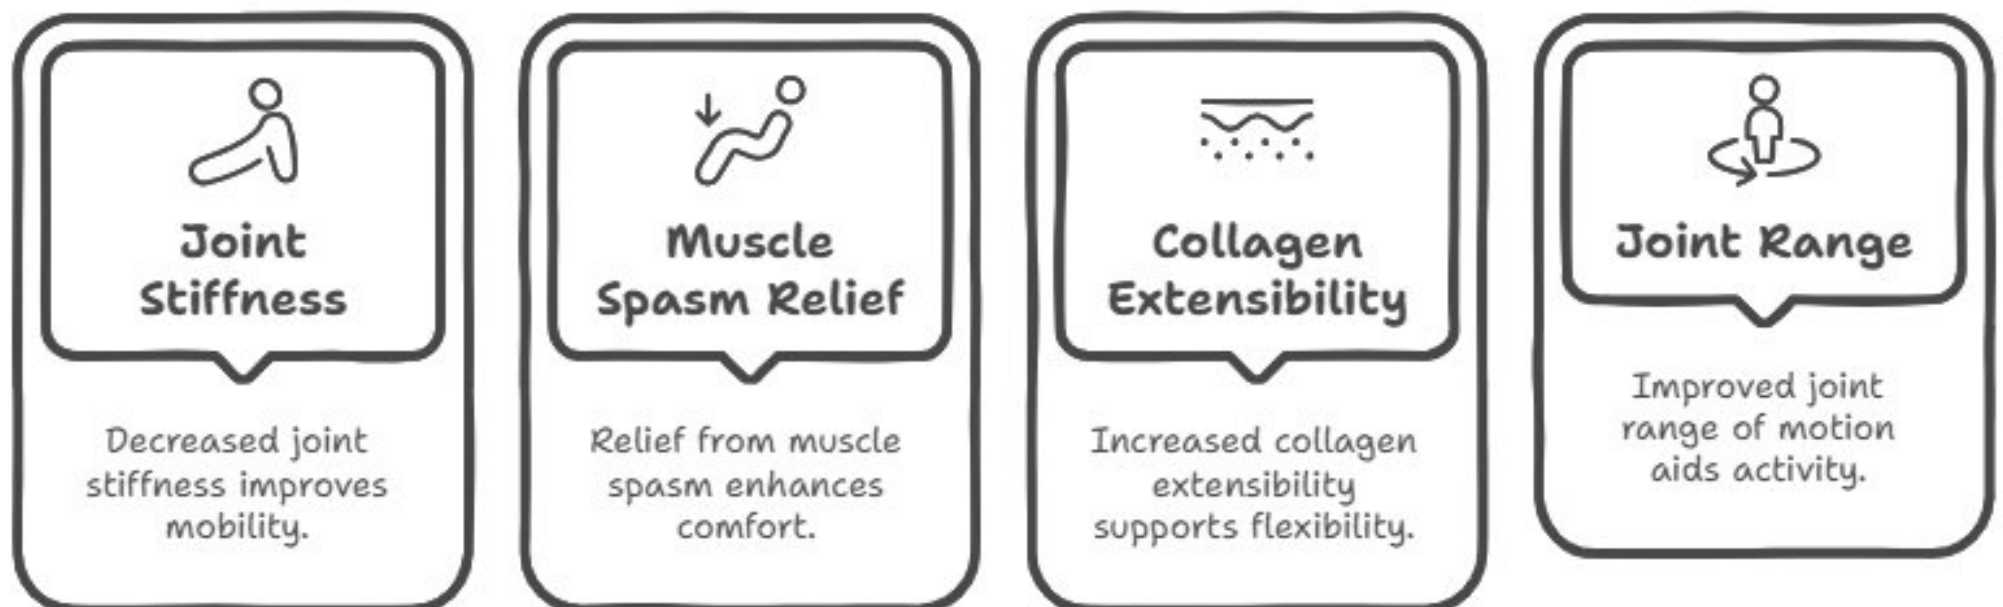 Joint
Stiffness
Decreased joint
stiffness improves
mobility.
Muscle
Spasm Relief
Relief from muscle
spasm enhances
comfort.
Collagen
Extensibility
Increased collagen
extensibility
supports flexibility.
Joint Range
Improved joint
range of motion
aids activity.